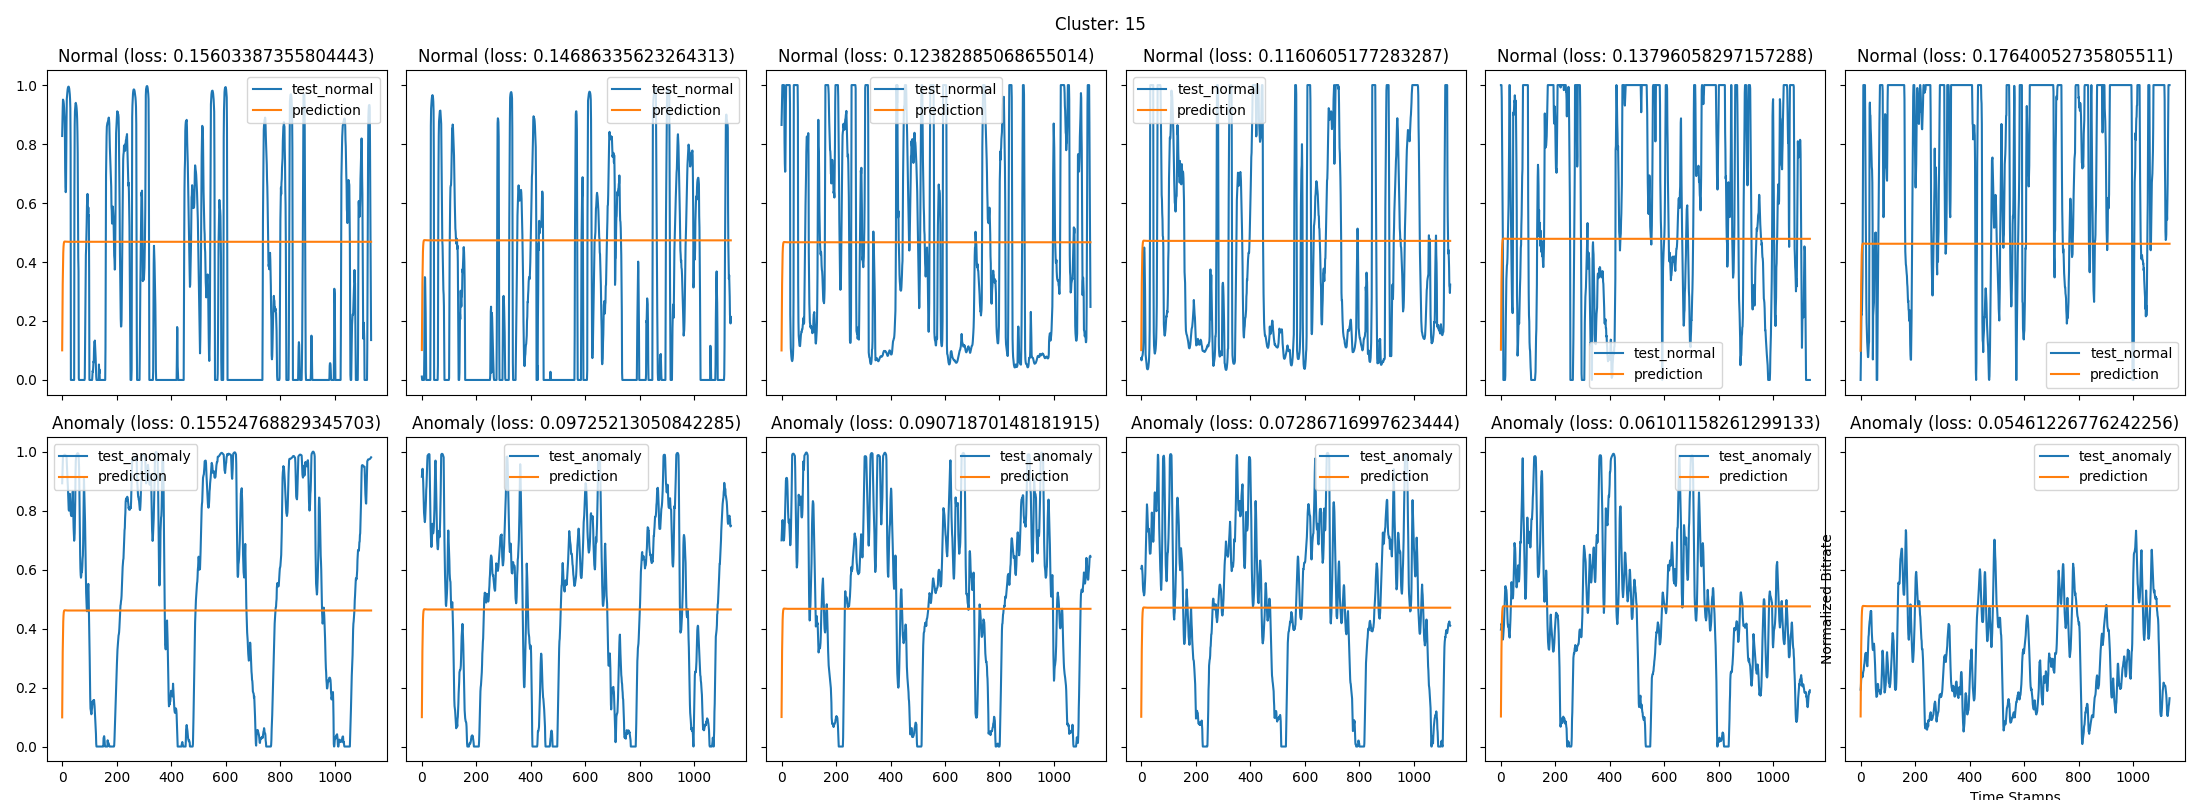 Cluster: 15
Normal (loss: 0.15603387355804443)
Normal (loss: 0.14686335623264313)
Normal (loss: 0.12382885068655014)
Normal (loss: 0.1160605177283287)
Normal (loss: 0.13796058297157288)
Normal (loss: 0.17640052735805511)
test_normal
prediction
test_normal
prediction
test_normal
prediction
test_normal
prediction
test_normal
prediction
test_normal
prediction
1.0
0.8
0.6
0.4
0.2
0.0
Anomaly (loss: 0.15524768829345703)
Anomaly (loss: 0.09725213050842285)
Anomaly (loss: 0.09071870148181915)
Anomaly (loss: 0.07286716997623444)
Anomaly (loss: 0.06101158261299133)
Anomaly (loss: 0.05461226776242256)
test_anomaly
prediction
test_anomaly
prediction
test_anomaly
prediction
test_anomaly
prediction
test_anomaly
prediction
test_anomaly
prediction
1.0
0.8
0.6
0.4
0.2
0.0
Normalized Bitrate
0 200 400 600 800 1000
0 200 400 600 800 1000
0 200 400 600 800 1000
0 200 400 600 800 1000
0 200 400 600 800 1000
0 200 400 600 800 1000
Time Stamps